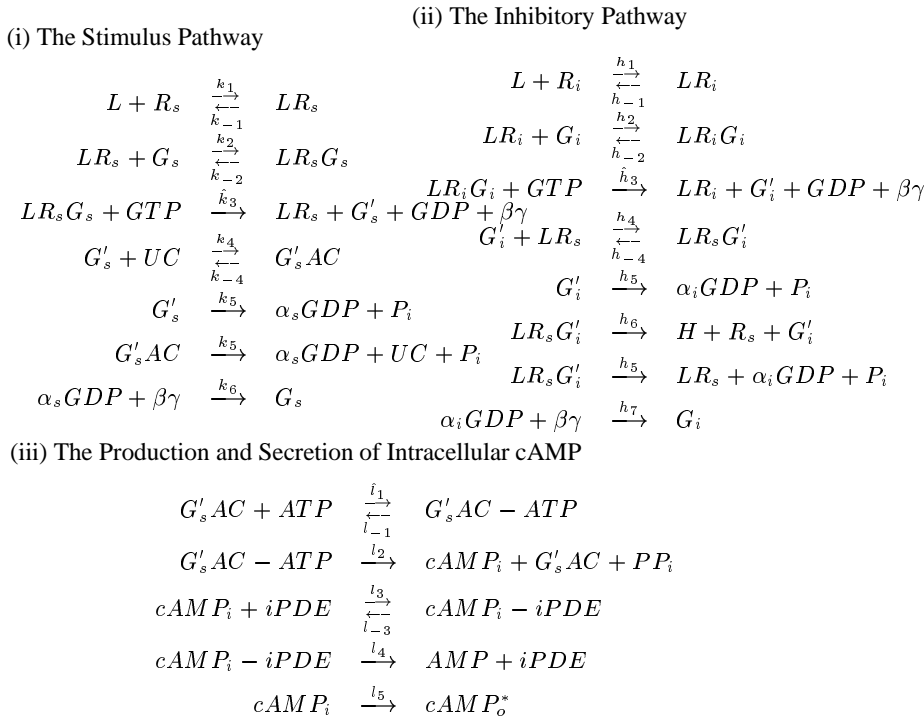 (i) The Stimulus Pathway
L + R_s ⇄ LR_s (k_1, k_{-1})
LR_s + G_s ⇄ LR_sG_s (k_2, k_{-2})
LR_sG_s + GTP → LR_s + G'_s + GDP + βγ (k̂_3)
G'_s + UC ⇄ G'_sAC (k_4, k_{-4})
G'_s → α_sGDP + P_i (k_5)
G'_sAC → α_sGDP + UC + P_i (k_5)
α_sGDP + βγ → G_s (k_6)
(ii) The Inhibitory Pathway
L + R_i ⇄ LR_i (h_1, h_{-1})
LR_i + G_i ⇄ LR_iG_i (h_2, h_{-2})
LR_iG_i + GTP → LR_i + G'_i + GDP + βγ (ĥ_3)
G'_i + LR_s ⇄ LR_sG'_i (h_4, h_{-4})
G'_i → α_iGDP + P_i (h_5)
LR_sG'_i → H + R_s + G'_i (h_6)
LR_sG'_i → LR_s + α_iGDP + P_i (h_5)
α_iGDP + βγ → G_i (h_7)
(iii) The Production and Secretion of Intracellular cAMP
G'_sAC + ATP ⇄ G'_sAC − ATP (l̂_1, l_{-1})
G'_sAC − ATP → cAMP_i + G'_sAC + PP_i (l_2)
cAMP_i + iPDE ⇄ cAMP_i − iPDE (l_3, l_{-3})
cAMP_i − iPDE → AMP + iPDE (l_4)
cAMP_i → cAMP*_o (l_5)